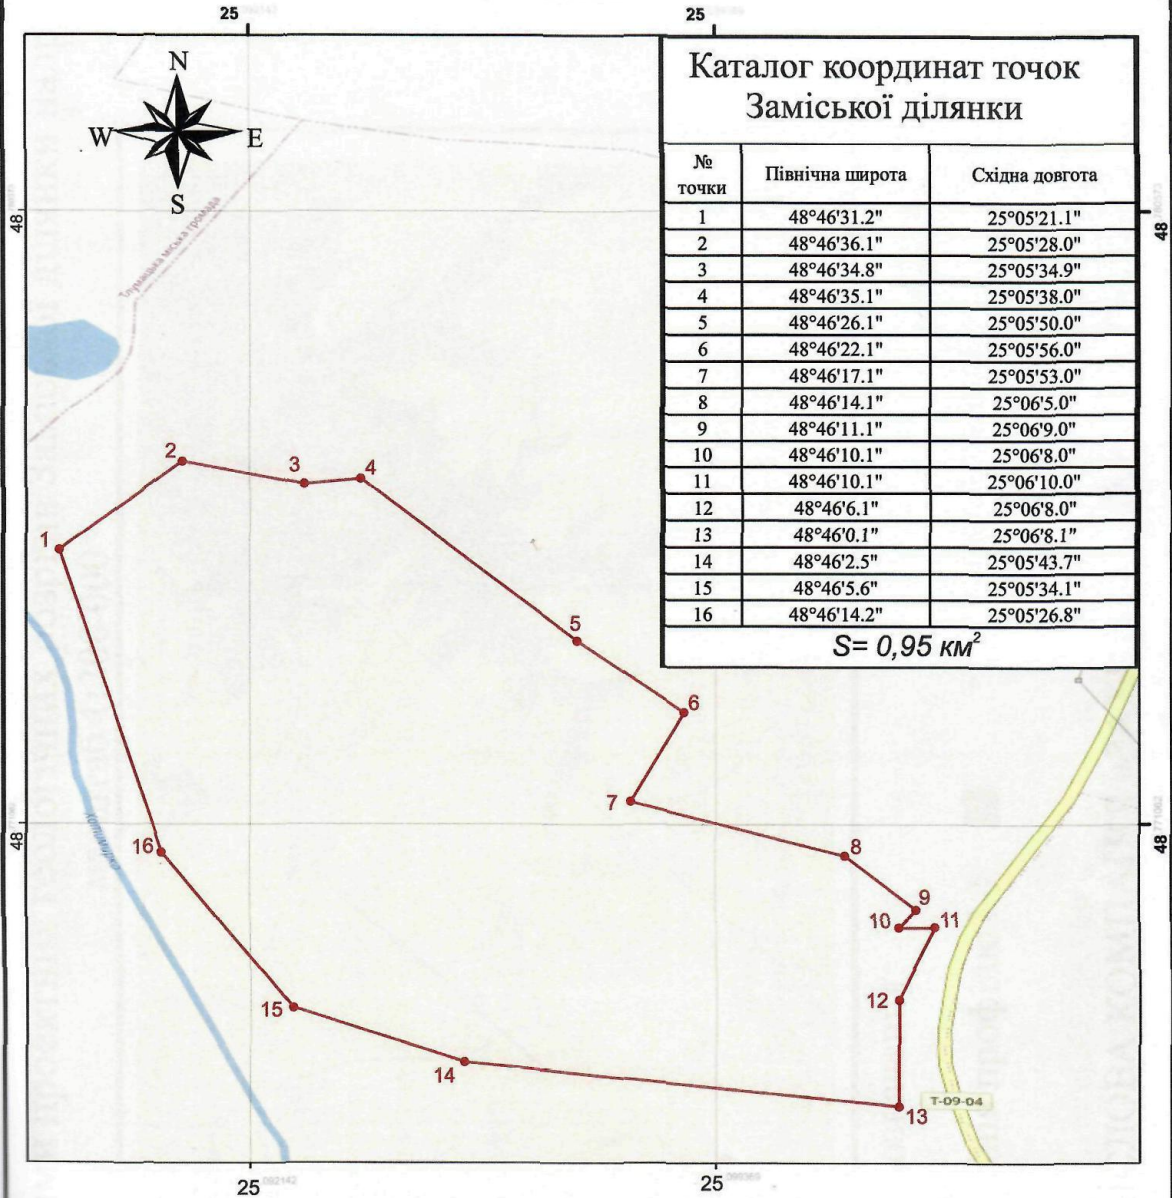 25 25
N
W E
S
Каталог координат точок
Заміської ділянки
№ точки Північна широта Східна довгота
1 48°46'31.2" 25°05'21.1"
2 48°46'36.1" 25°05'28.0"
3 48°46'34.8" 25°05'34.9"
4 48°46'35.1" 25°05'38.0"
5 48°46'26.1" 25°05'50.0"
6 48°46'22.1" 25°05'56.0"
7 48°46'17.1" 25°05'53.0"
8 48°46'14.1" 25°06'5.0"
9 48°46'11.1" 25°06'9.0"
10 48°46'10.1" 25°06'8.0"
11 48°46'10.1" 25°06'10.0"
12 48°46'6.1" 25°06'8.0"
13 48°46'0.1" 25°06'8.1"
14 48°46'2.5" 25°05'43.7"
15 48°46'5.6" 25°05'34.1"
16 48°46'14.2" 25°05'26.8"
S= 0,95 км²
48 48
Тлумацька міська громада
2
3 4
1
5
6
7
48 48
8
16
9
10 11
12
15
14
Т-09-04
13
25 25